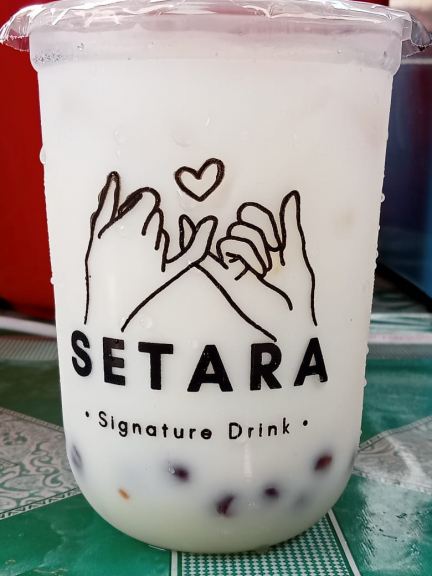 SETARA
• Signature Drink •